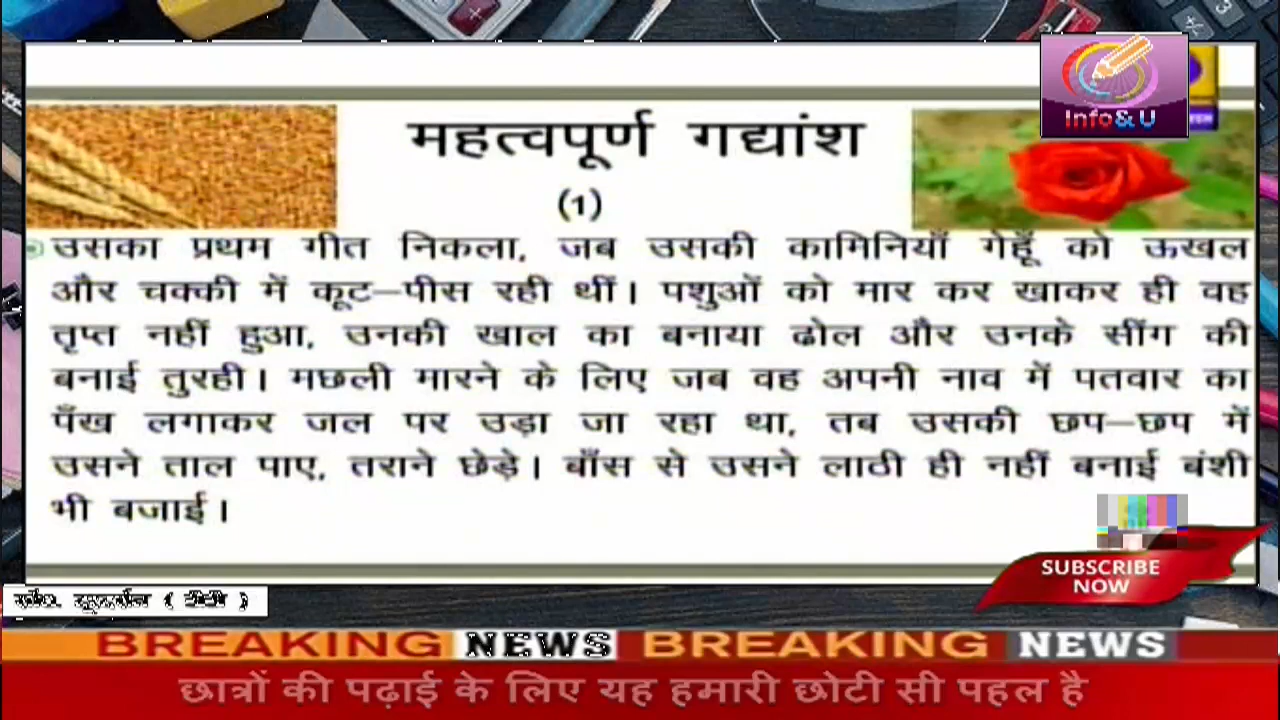 Info&U
महत्वपूर्ण गद्यांश
(1)
उसका प्रथम गीत निकला, जब उसकी कामिनियाँ गेहूँ को ऊखल
और चक्की में कूट–पीस रही थीं। पशुओं को मार कर खाकर ही वह
तृप्त नहीं हुआ, उनकी खाल का बनाया ढोल और उनके सींग की
बनाई तुरही। मछली मारने के लिए जब वह अपनी नाव में पतवार का
पँख लगाकर जल पर उड़ा जा रहा था, तब उसकी छप–छप में
उसने ताल पाए, तराने छेड़े। बाँस से उसने लाठी ही नहीं बनाई बंशी
भी बजाई।
SUBSCRIBE
NOW
BREAKING NEWS BREAKING NEWS
छात्रों की पढ़ाई के लिए यह हमारी छोटी सी पहल है